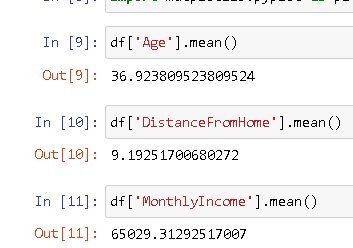 In [9]: df['Age'].mean()
Out[9]: 36.923809523809524
In [10]: df['DistanceFromHome'].mean()
Out[10]: 9.19251700680272
In [11]: df['MonthlyIncome'].mean()
Out[11]: 65029.31292517007